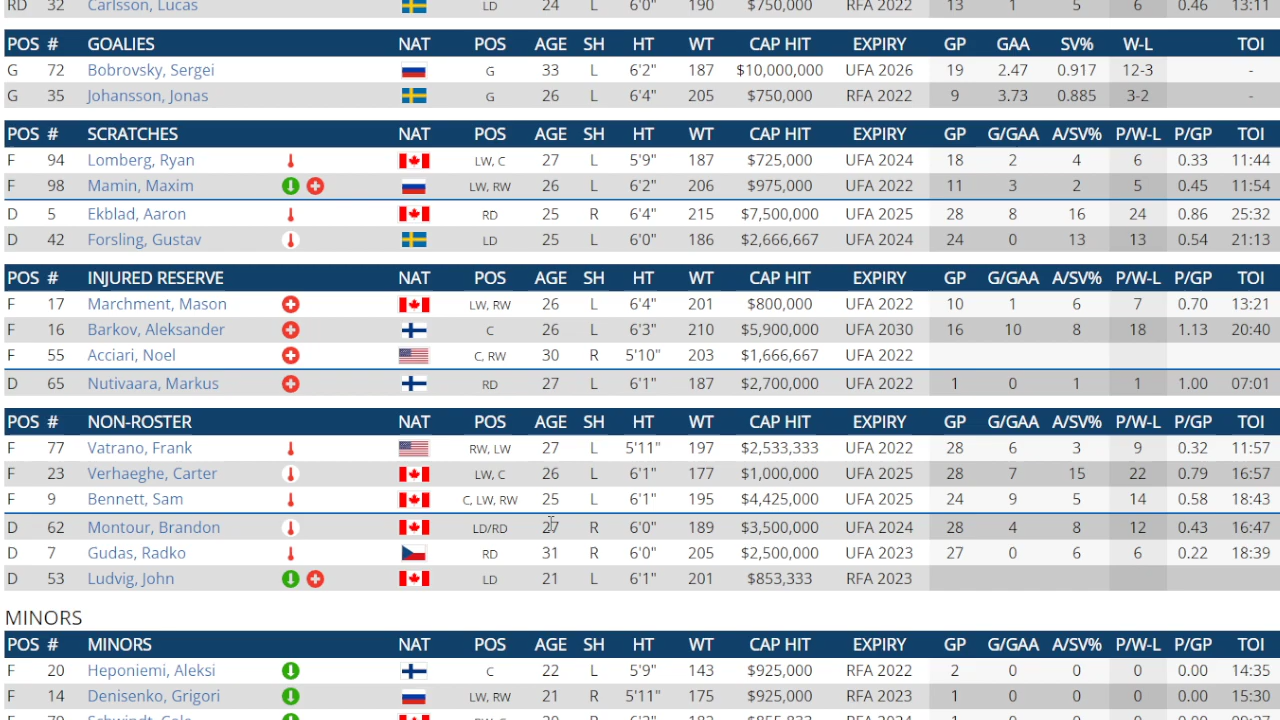 RD 32 Carlsson, Lucas LD 24 L 6'0" 190 $750,000 RFA 2022 13 1 5 6 0.46 13:11
POS # GOALIES NAT POS AGE SH HT WT CAP HIT EXPIRY GP GAA SV% W-L TOI
G 72 Bobrovsky, Sergei G 33 L 6'2" 187 $10,000,000 UFA 2026 19 2.47 0.917 12-3 -
G 35 Johansson, Jonas G 26 L 6'4" 205 $750,000 RFA 2022 9 3.73 0.885 3-2 -
POS # SCRATCHES NAT POS AGE SH HT WT CAP HIT EXPIRY GP G/GAA A/SV% P/W-L P/GP TOI
F 94 Lomberg, Ryan LW, C 27 L 5'9" 187 $725,000 UFA 2024 18 2 4 6 0.33 11:44
F 98 Mamin, Maxim LW, RW 26 L 6'2" 206 $975,000 UFA 2022 11 3 2 5 0.45 11:54
D 5 Ekblad, Aaron RD 25 R 6'4" 215 $7,500,000 UFA 2025 28 8 16 24 0.86 25:32
D 42 Forsling, Gustav LD 25 L 6'0" 186 $2,666,667 UFA 2024 24 0 13 13 0.54 21:13
POS # INJURED RESERVE NAT POS AGE SH HT WT CAP HIT EXPIRY GP G/GAA A/SV% P/W-L P/GP TOI
F 17 Marchment, Mason LW, RW 26 L 6'4" 201 $800,000 UFA 2022 10 1 6 7 0.70 13:21
F 16 Barkov, Aleksander C 26 L 6'3" 210 $5,900,000 UFA 2030 16 10 8 18 1.13 20:40
F 55 Acciari, Noel C, RW 30 R 5'10" 203 $1,666,667 UFA 2022
D 65 Nutivaara, Markus RD 27 L 6'1" 187 $2,700,000 UFA 2022 1 0 1 1 1.00 07:01
POS # NON-ROSTER NAT POS AGE SH HT WT CAP HIT EXPIRY GP G/GAA A/SV% P/W-L P/GP TOI
F 77 Vatrano, Frank RW, LW 27 L 5'11" 197 $2,533,333 UFA 2022 28 6 3 9 0.32 11:57
F 23 Verhaeghe, Carter LW, C 26 L 6'1" 177 $1,000,000 UFA 2025 28 7 15 22 0.79 16:57
F 9 Bennett, Sam C, LW, RW 25 L 6'1" 195 $4,425,000 UFA 2025 24 9 5 14 0.58 18:43
D 62 Montour, Brandon LD/RD 27 R 6'0" 189 $3,500,000 UFA 2024 28 4 8 12 0.43 16:47
D 7 Gudas, Radko RD 31 R 6'0" 205 $2,500,000 UFA 2023 27 0 6 6 0.22 18:39
D 53 Ludvig, John LD 21 L 6'1" 201 $853,333 RFA 2023
MINORS
POS # MINORS NAT POS AGE SH HT WT CAP HIT EXPIRY GP G/GAA A/SV% P/W-L P/GP TOI
F 20 Heponiemi, Aleksi C 22 L 5'9" 143 $925,000 RFA 2022 2 0 0 0 0.00 14:35
F 14 Denisenko, Grigori LW, RW 21 R 5'11" 175 $925,000 RFA 2023 1 0 0 0 0.00 15:30